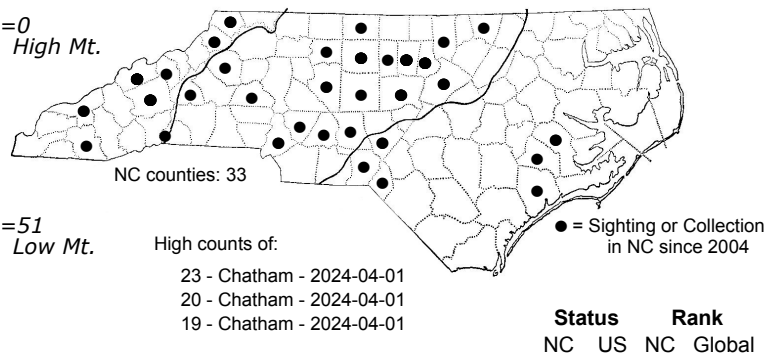 =0
High Mt.
NC counties: 33
=51
Low Mt.
High counts of:
23 - Chatham - 2024-04-01
20 - Chatham - 2024-04-01
19 - Chatham - 2024-04-01
= Sighting or Collection
in NC since 2004
Status Rank
NC US NC Global